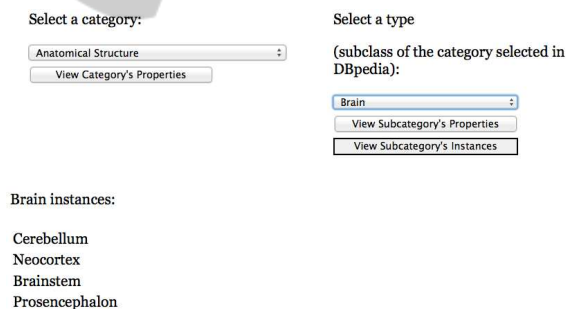 Select a category:
Anatomical Structure
View Category's Properties
Select a type
(subclass of the category selected in
DBpedia):
Brain
View Subcategory's Properties
View Subcategory's Instances
Brain instances:
Cerebellum
Neocortex
Brainstem
Prosencephalon